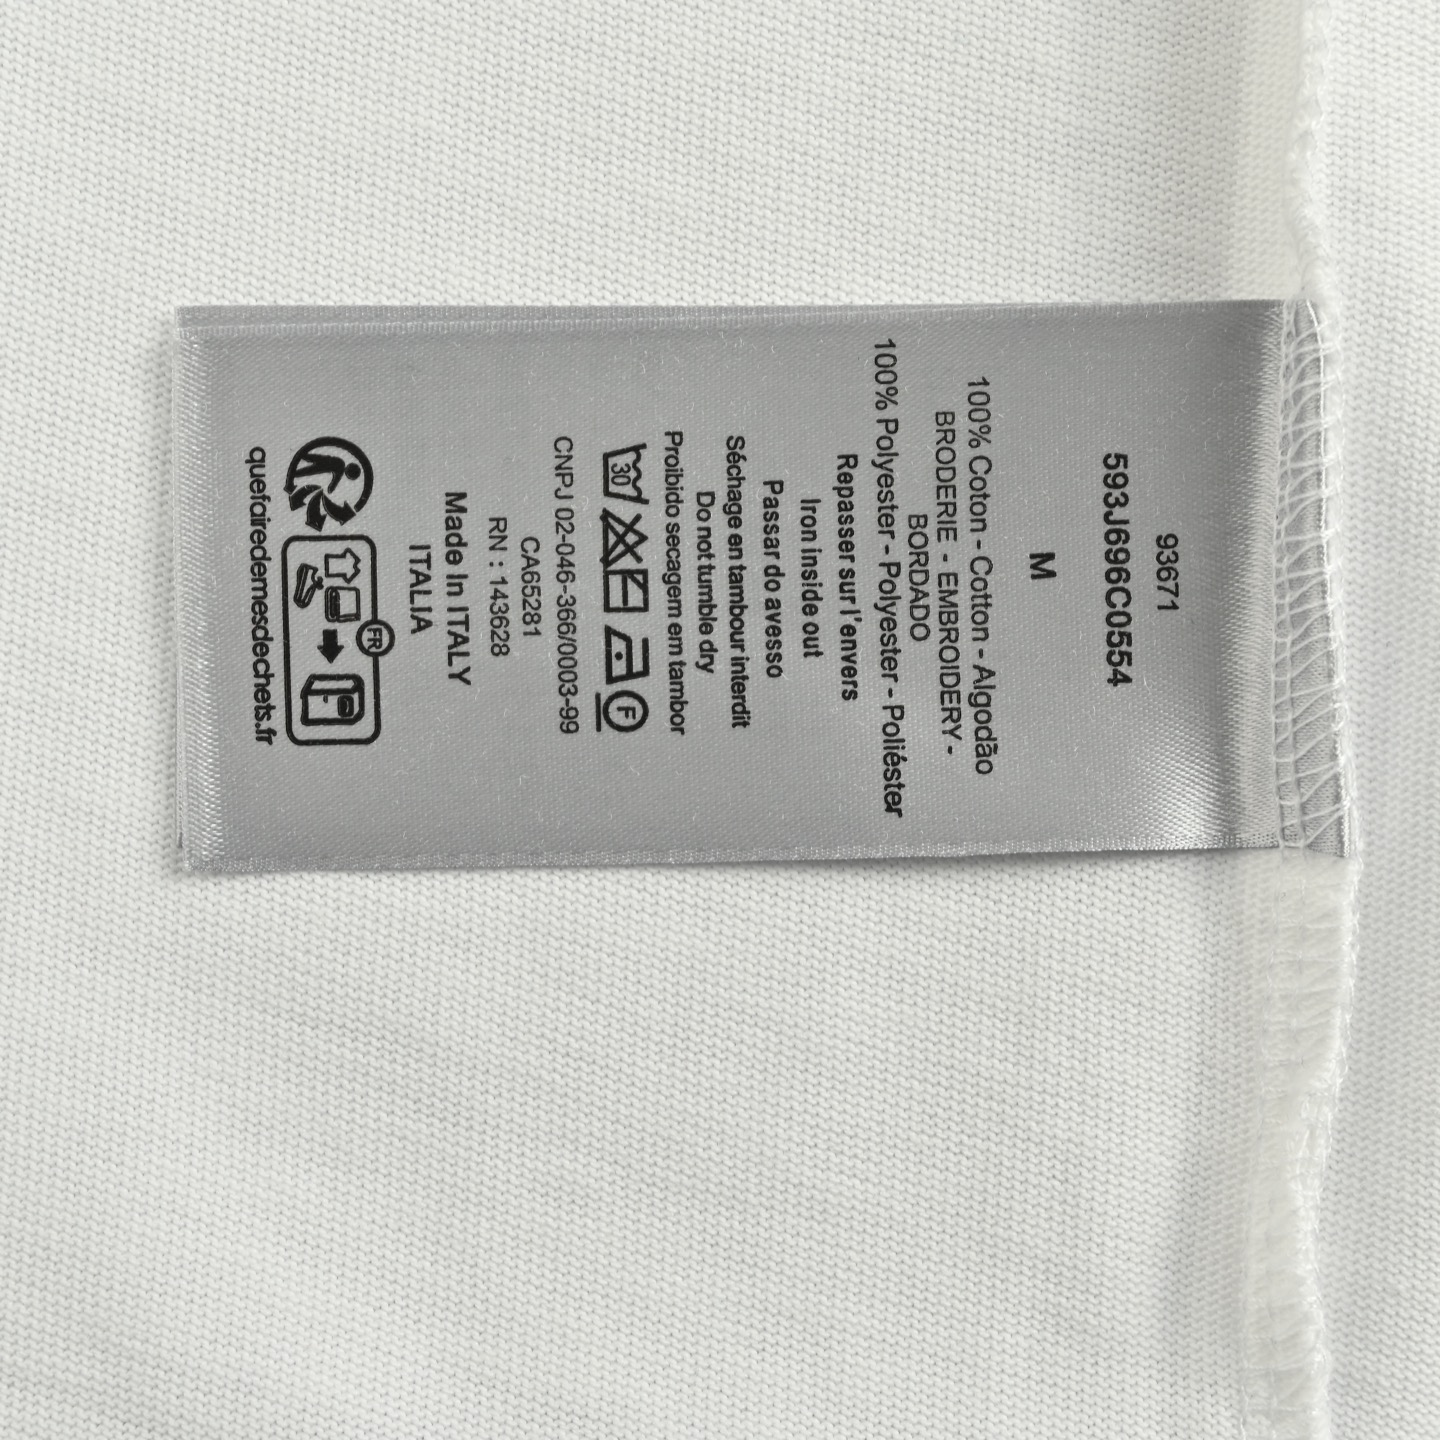 93671
593J696C0554
M
100% Coton - Cotton - Algodão
BRODERIE - EMBROIDERY -
BORDADO
100% Polyester - Polyester - Poliéster
Repasser sur l'envers
Iron inside out
Passar do avesso
Séchage en tambour interdit
Do not tumble dry
Proibido secagem em tambor
30 F
CNPJ 02-046-366/0003-99
CA65281
RN : 143628
Made In ITALY
ITALIA
FR
quefairedemesdechets.fr